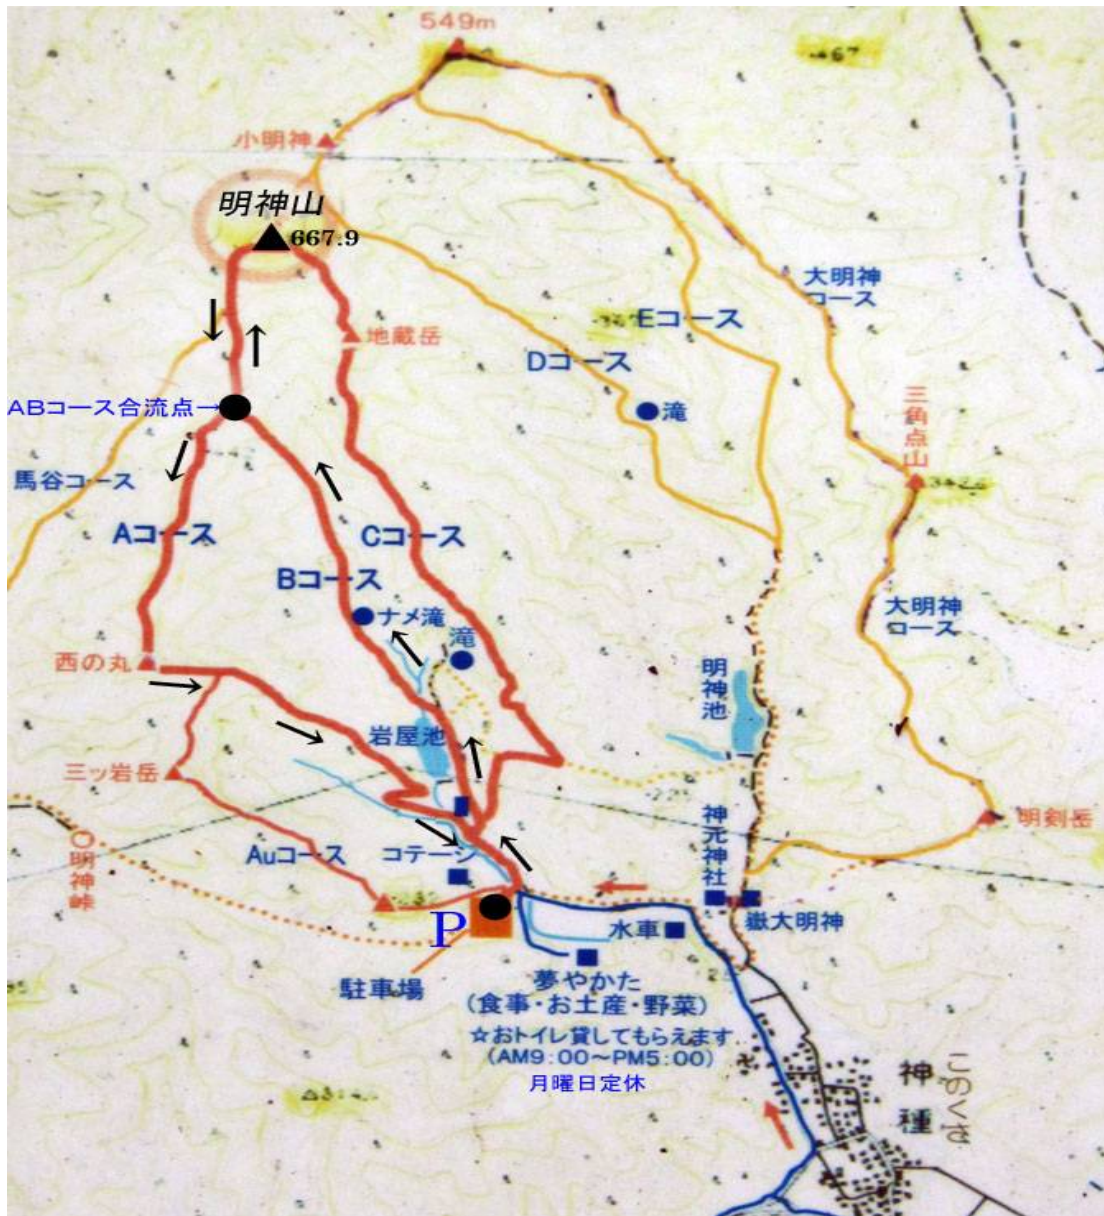 549m
467
小明神
明神山
667.9
大明神
コース
Eコース
地蔵岳
Dコース
ABコース合流点→
滝
三角点山
馬谷コース
Aコース
Cコース
Bコース
ナメ滝
大明神
コース
滝
西の丸
明神池
岩屋池
三ッ岩岳
神元神社
明剣岳
明神峠
Auコース
コテージ
P
水車
嶽大明神
駐車場
夢やかた
(食事・お土産・野菜)
☆おトイレ貸してもらえます
(AM9:00～PM5:00)
月曜日定休
神種
このくさ